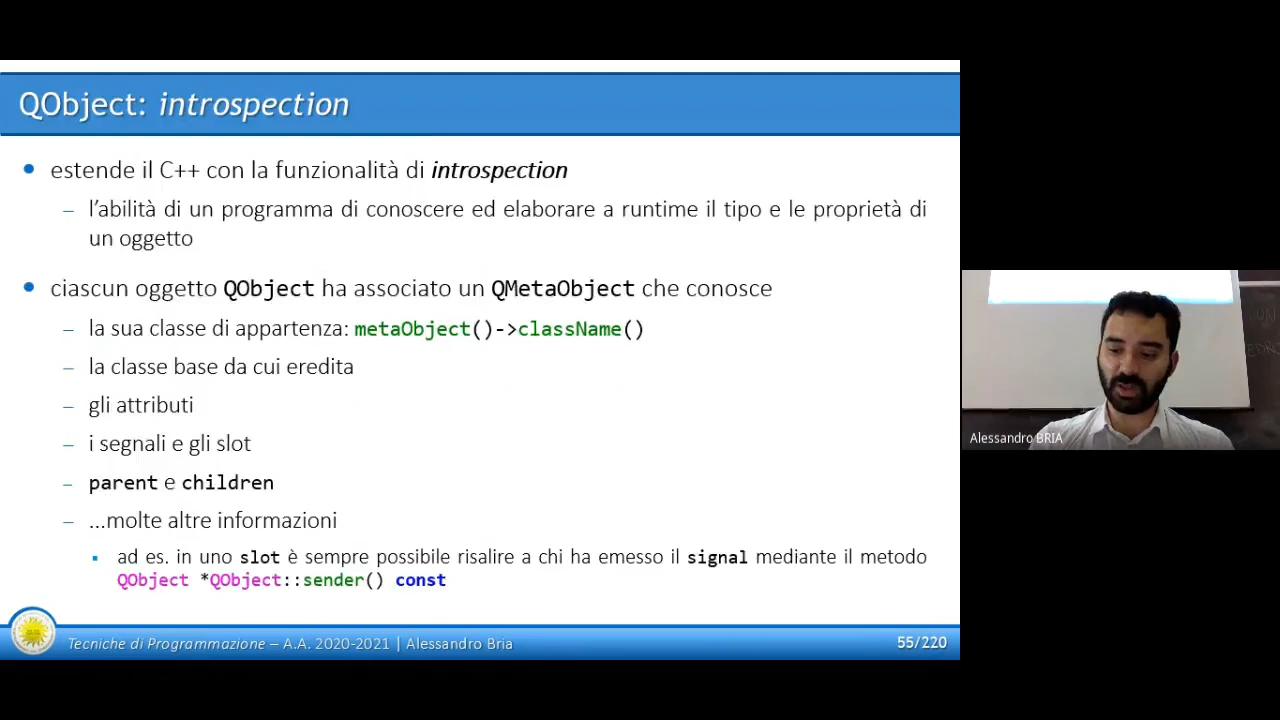 QObject: introspection
• estende il C++ con la funzionalità di introspection
– l'abilità di un programma di conoscere ed elaborare a runtime il tipo e le proprietà di
un oggetto
• ciascun oggetto QObject ha associato un QMetaObject che conosce
– la sua classe di appartenza: metaObject()->className()
– la classe base da cui eredita
– gli attributi
– i segnali e gli slot
– parent e children
– ...molte altre informazioni
▪ ad es. in uno slot è sempre possibile risalire a chi ha emesso il signal mediante il metodo
QObject *QObject::sender() const
Tecniche di Programmazione – A.A. 2020-2021 | Alessandro Bria
55/220
Alessandro BRIA